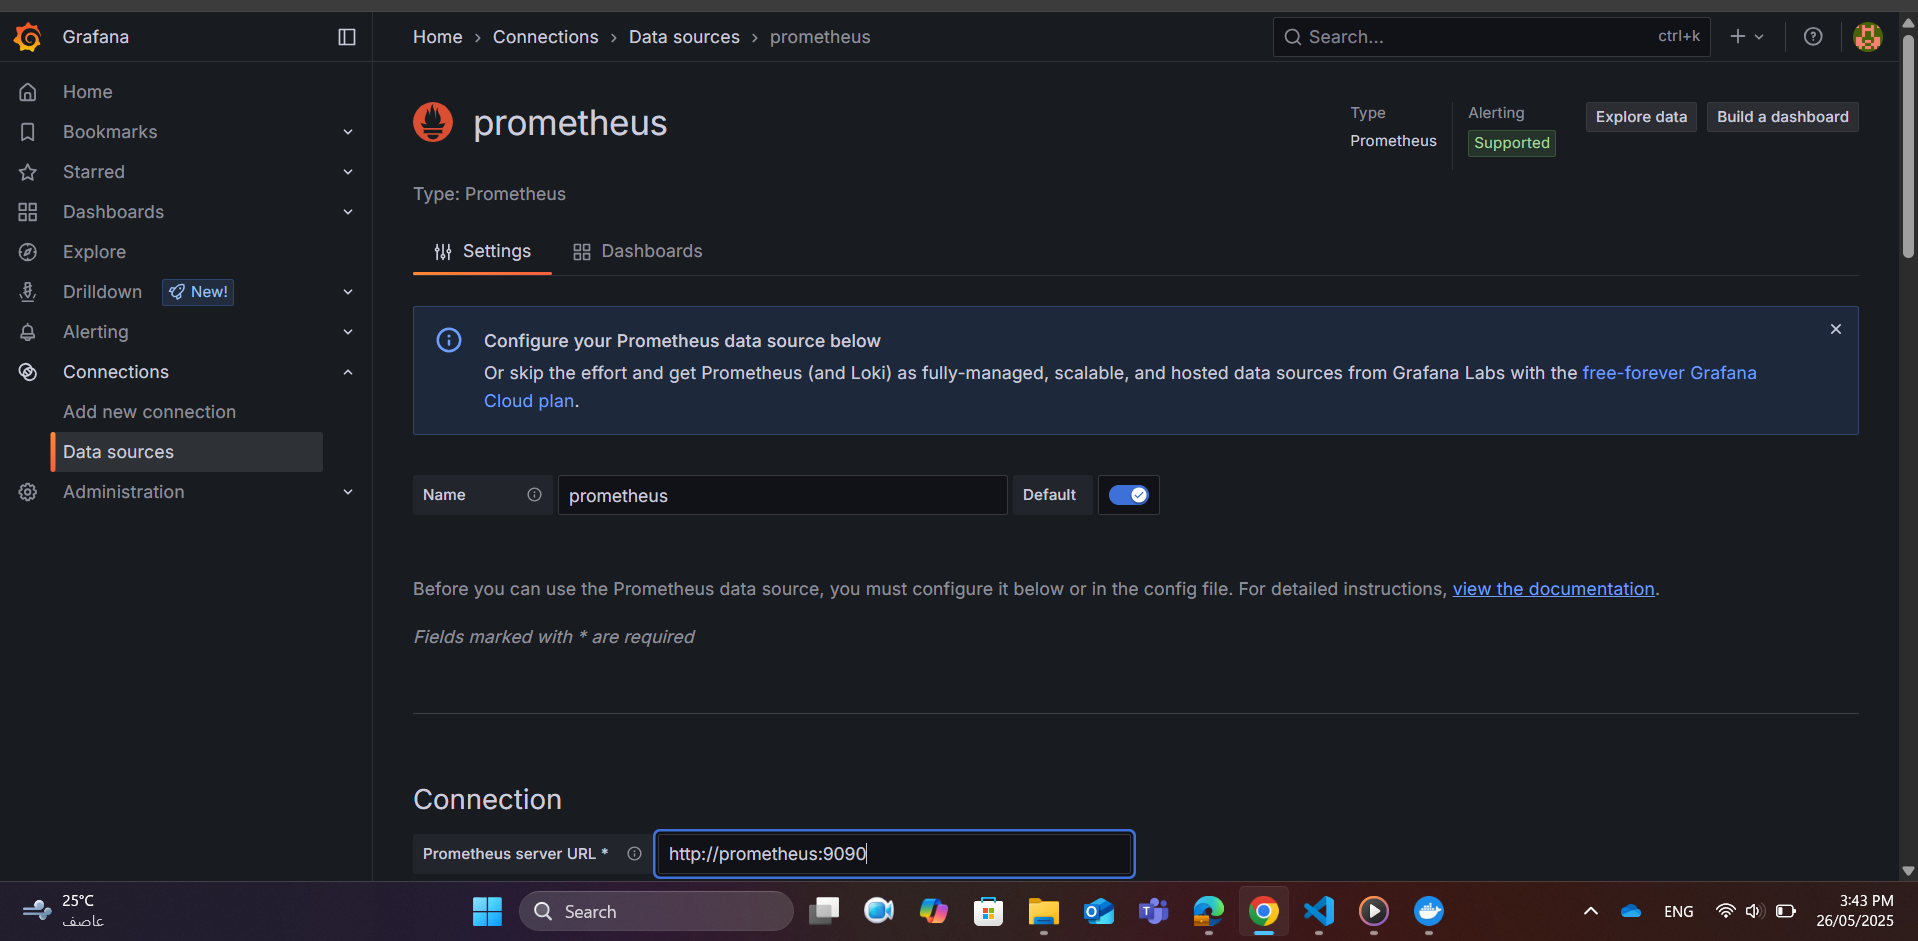 Grafana
Home › Connections › Data sources › prometheus
Search... ctrl+k
Home
Bookmarks
Starred
Dashboards
Explore
Drilldown New!
Alerting
Connections
Add new connection
Data sources
Administration
prometheus
Type
Prometheus
Alerting
Supported
Explore data
Build a dashboard
Type: Prometheus
Settings
Dashboards
Configure your Prometheus data source below
Or skip the effort and get Prometheus (and Loki) as fully-managed, scalable, and hosted data sources from Grafana Labs with the free-forever Grafana
Cloud plan.
Name prometheus Default
Before you can use the Prometheus data source, you must configure it below or in the config file. For detailed instructions, view the documentation.
Fields marked with * are required
Connection
Prometheus server URL * http://prometheus:9090
25°C
عاصف
Search
ENG
3:43 PM
26/05/2025